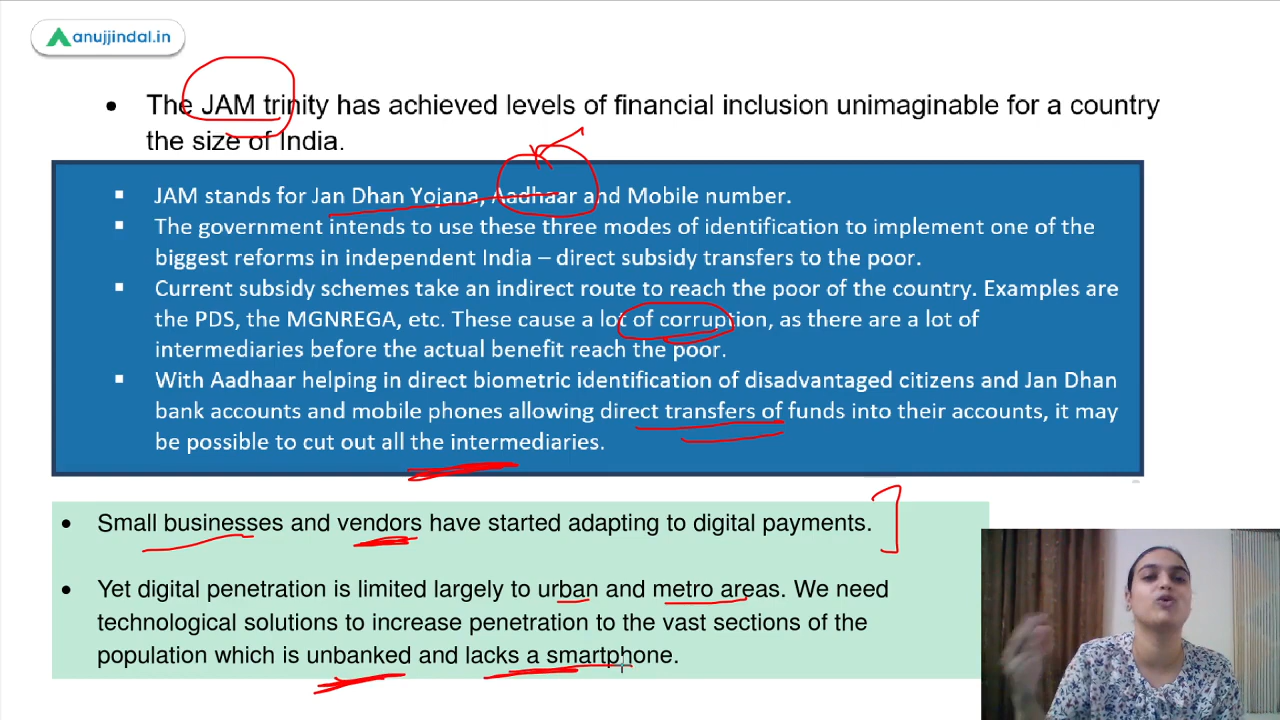 anujjindal.in
• The JAM trinity has achieved levels of financial inclusion unimaginable for a country
the size of India.
▪ JAM stands for Jan Dhan Yojana, Aadhaar and Mobile number.
▪ The government intends to use these three modes of identification to implement one of the
biggest reforms in independent India – direct subsidy transfers to the poor.
▪ Current subsidy schemes take an indirect route to reach the poor of the country. Examples are
the PDS, the MGNREGA, etc. These cause a lot of corruption, as there are a lot of
intermediaries before the actual benefit reach the poor.
▪ With Aadhaar helping in direct biometric identification of disadvantaged citizens and Jan Dhan
bank accounts and mobile phones allowing direct transfers of funds into their accounts, it may
be possible to cut out all the intermediaries.
• Small businesses and vendors have started adapting to digital payments.
• Yet digital penetration is limited largely to urban and metro areas. We need
technological solutions to increase penetration to the vast sections of the
population which is unbanked and lacks a smartphone.